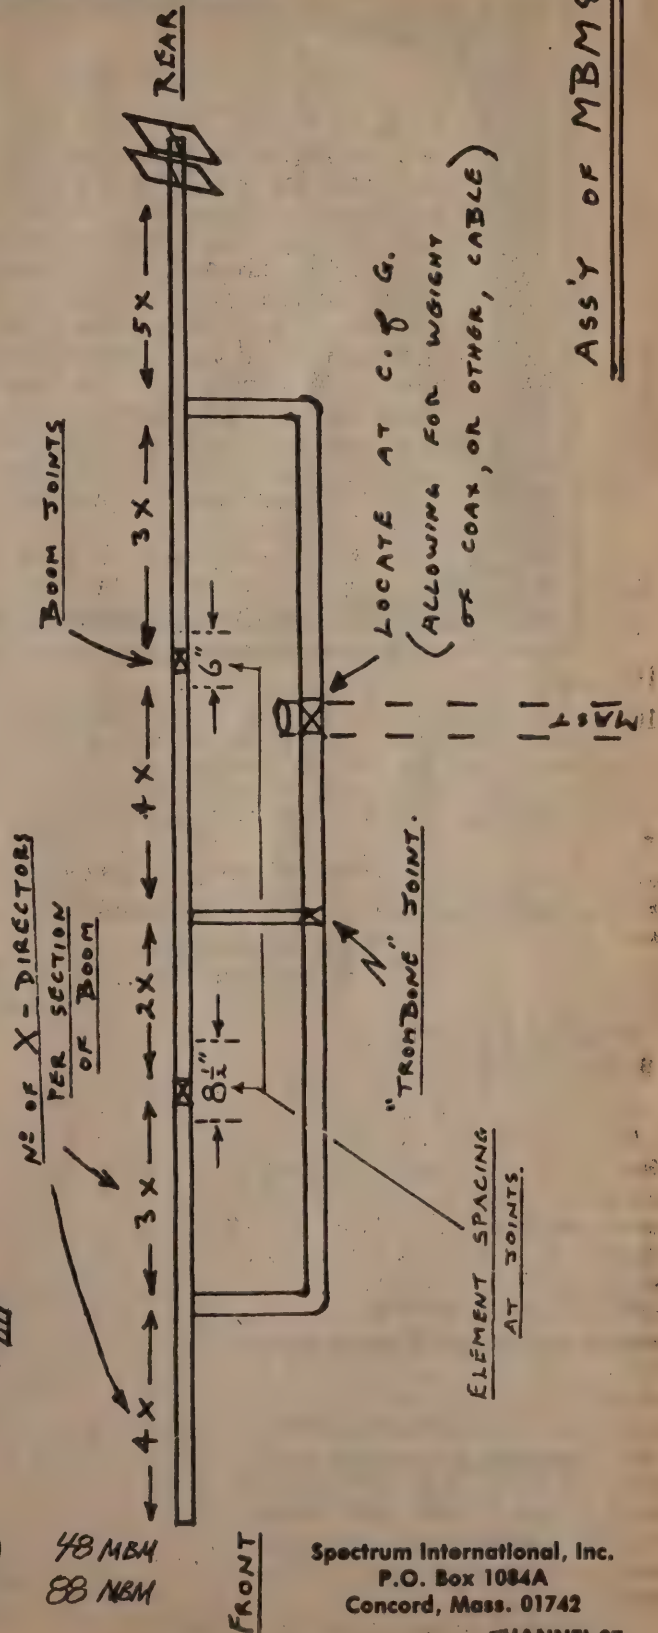 REAR
ASS'Y OF MBM
BOOM JOINTS
Nº OF X-DIRECTORS
PER SECTION
OF BOOM
4X
3X
2X
4X
3X
5X
8½"
6"
LOCATE AT C. of G.
(ALLOWING FOR WEIGHT
OF COAX, OR OTHER, CABLE)
"TROMBONE" JOINT.
ELEMENT SPACING
AT JOINTS.
FRONT
48 MBM
88 MBM
Spectrum International, Inc.
P.O. Box 1084A
Concord, Mass. 01742